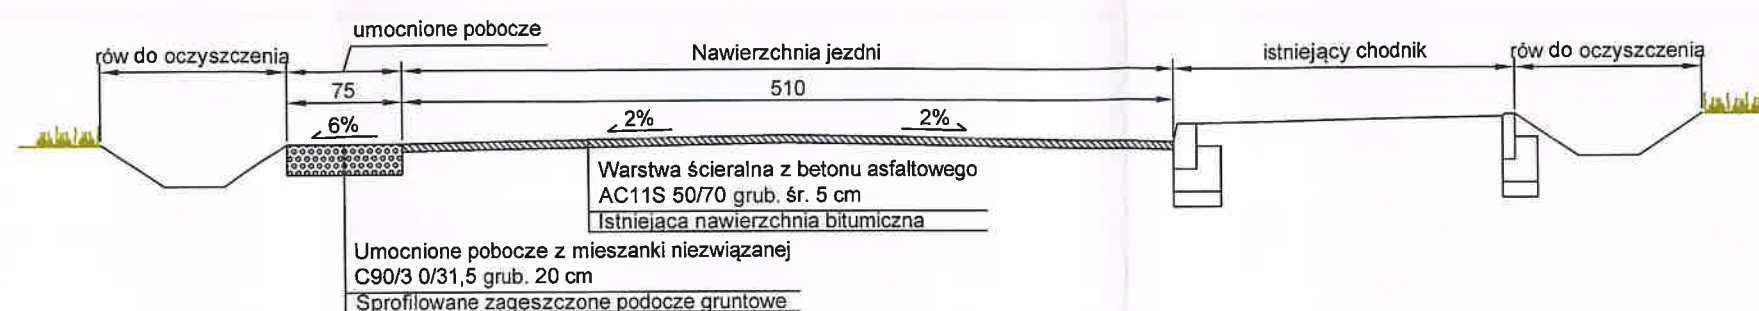 umocnione pobocze
rów do oczyszczenia
Nawierzchnia jezdni
istniejący chodnik
rów do oczyszczenia
75
510
6%
2%
2%
Warstwa ścieralna z betonu asfaltowego
AC11S 50/70 grub. śr. 5 cm
Istniejąca nawierzchnia bitumiczna
Umocnione pobocze z mieszanki niezwiązanej
C90/3 0/31,5 grub. 20 cm
Sprofilowane zagęszczone podocze gruntowe